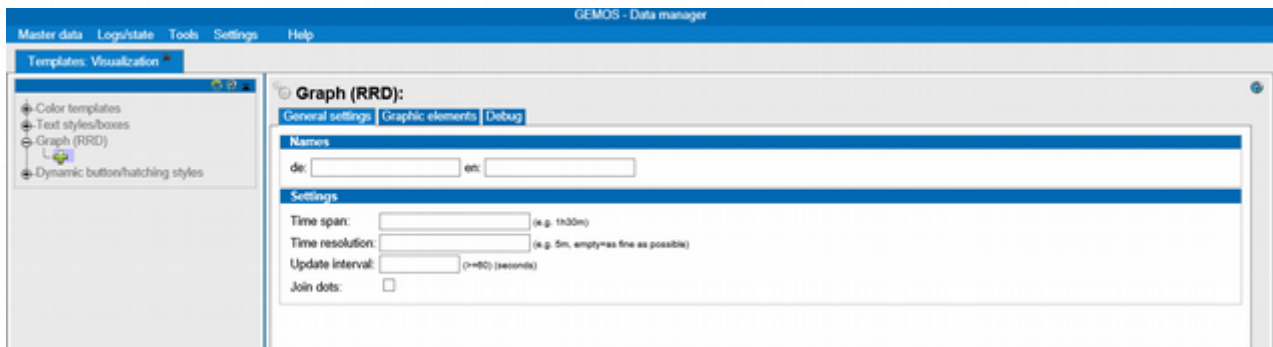 GEMOS - Data manager
Master data Logs/state Tools Settings Help
Templates: Visualization
Color templates
Text styles/boxes
Graph (RRD)
Dynamic button/hatching styles
Graph (RRD):
General settings Graphic elements Debug
Names
de: en:
Settings
Time span: (e.g. 1h30m)
Time resolution: (e.g. 5m, empty=as fine as possible)
Update interval: (>=60) (seconds)
Join dots: